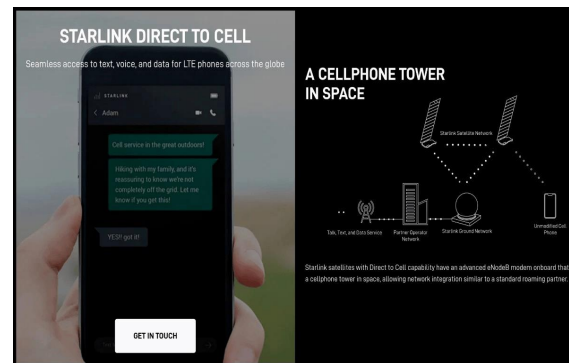 STARLINK DIRECT TO CELL
Seamless access to text, voice, and data for LTE phones across the globe
STARLINK
Adam
Cell service in the great outdoors!
Hiking with my family, and it's
reassuring to know we're not
completely off the grid. Let me
know if you get this!
YES!! got it!
GET IN TOUCH
A CELLPHONE TOWER
IN SPACE
Starlink Satellite Network
Talk, Text, and Data Service
Partner Operator
Network
Starlink Ground Network
Unmodified Cell
Phone
Starlink satellites with Direct to Cell capability have an advanced eNodeB modem onboard that
a cellphone tower in space, allowing network integration similar to a standard roaming partner.